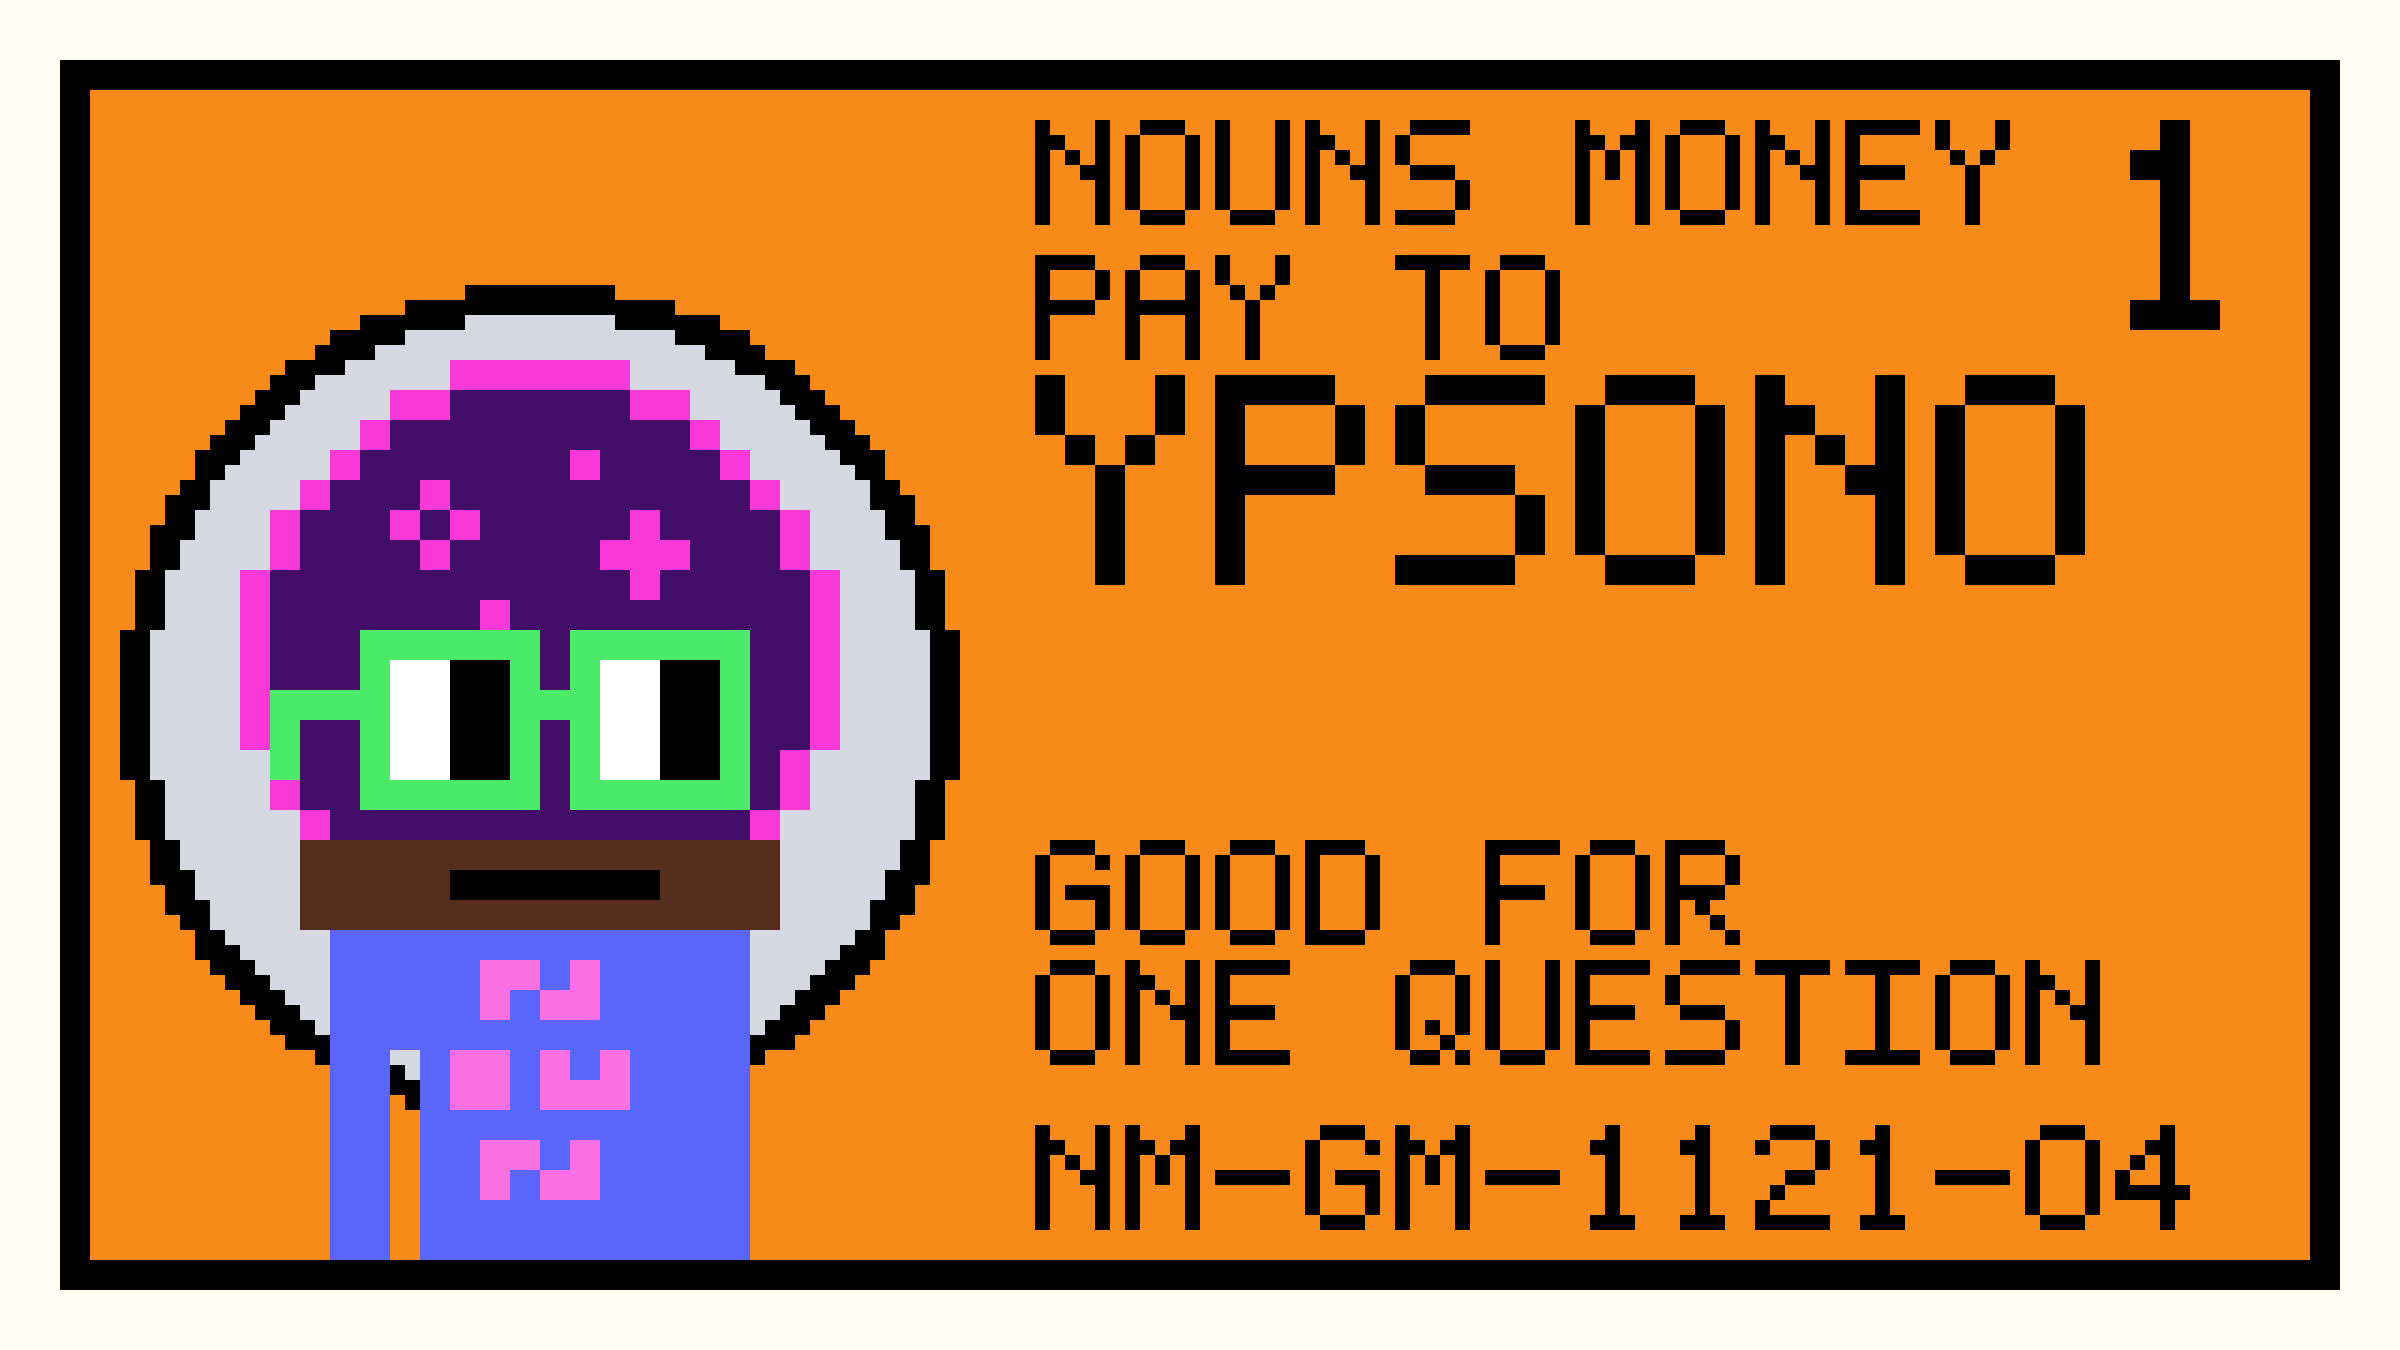 NOUNS MONEY 1
PAY TO
YPSONO
GOOD FOR
ONE QUESTION
NM-GM-1121-04